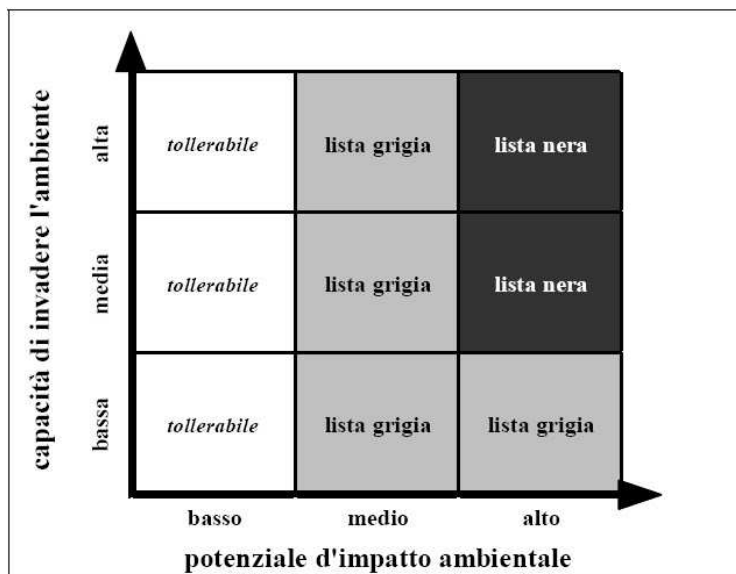 capacità di invadere l'ambiente
alta
tollerabile
lista grigia
lista nera
media
tollerabile
lista grigia
lista nera
bassa
tollerabile
lista grigia
lista grigia
basso
medio
alto
potenziale d'impatto ambientale